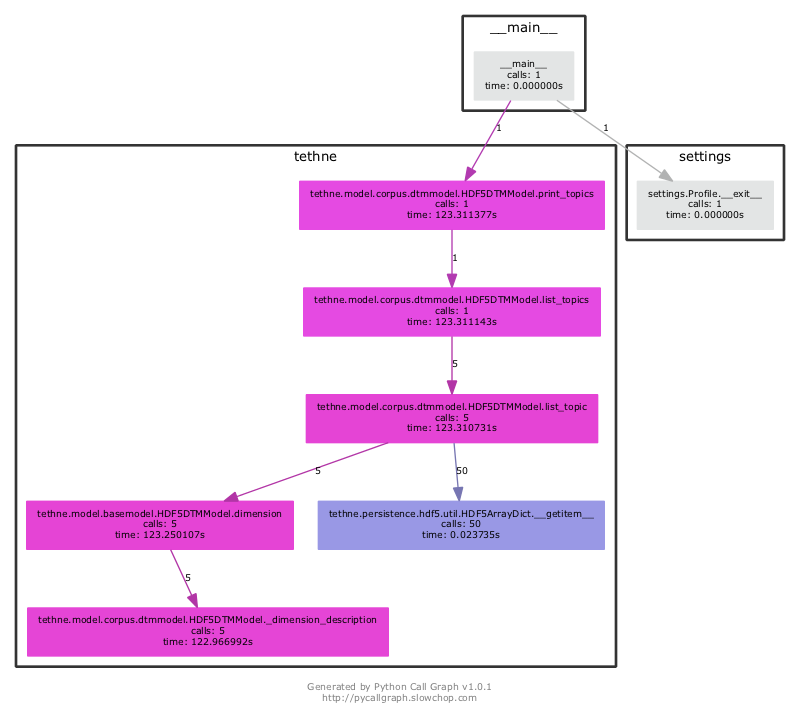 __main__
__main__
calls: 1
time: 0.000000s
1
1
tethne
settings
tethne.model.corpus.dtmmodel.HDF5DTMModel.print_topics
calls: 1
time: 123.311377s
settings.Profile.__exit__
calls: 1
time: 0.000000s
1
tethne.model.corpus.dtmmodel.HDF5DTMModel.list_topics
calls: 1
time: 123.311143s
5
tethne.model.corpus.dtmmodel.HDF5DTMModel.list_topic
calls: 5
time: 123.310731s
5
50
tethne.model.basemodel.HDF5DTMModel.dimension
calls: 5
time: 123.250107s
tethne.persistence.hdf5.util.HDF5ArrayDict.__getitem__
calls: 50
time: 0.023735s
5
tethne.model.corpus.dtmmodel.HDF5DTMModel._dimension_description
calls: 5
time: 122.966992s
Generated by Python Call Graph v1.0.1
http://pycallgraph.slowchop.com